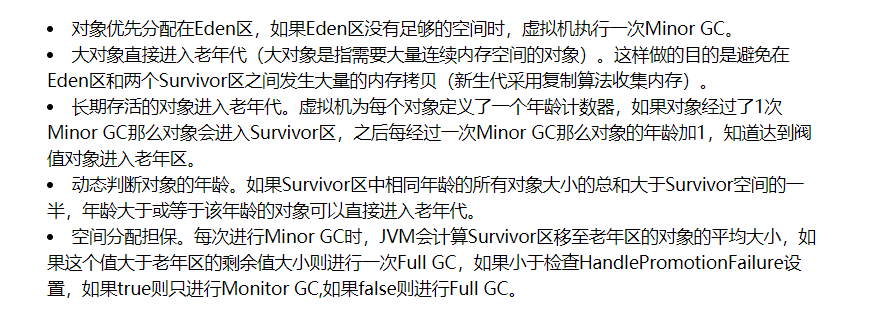 • 对象优先分配在Eden区，如果Eden区没有足够的空间时，虚拟机执行一次Minor GC。
• 大对象直接进入老年代（大对象是指需要大量连续内存空间的对象）。这样做的目的是避免在
Eden区和两个Survivor区之间发生大量的内存拷贝（新生代采用复制算法收集内存）。
• 长期存活的对象进入老年代。虚拟机为每个对象定义了一个年龄计数器，如果对象经过了1次
Minor GC那么对象会进入Survivor区，之后每经过一次Minor GC那么对象的年龄加1，知道达到阀
值对象进入老年区。
• 动态判断对象的年龄。如果Survivor区中相同年龄的所有对象大小的总和大于Survivor空间的一
半，年龄大于或等于该年龄的对象可以直接进入老年代。
• 空间分配担保。每次进行Minor GC时，JVM会计算Survivor区移至老年区的对象的平均大小，如
果这个值大于老年区的剩余值大小则进行一次Full GC，如果小于检查HandlePromotionFailure设
置，如果true则只进行Monitor GC,如果false则进行Full GC。